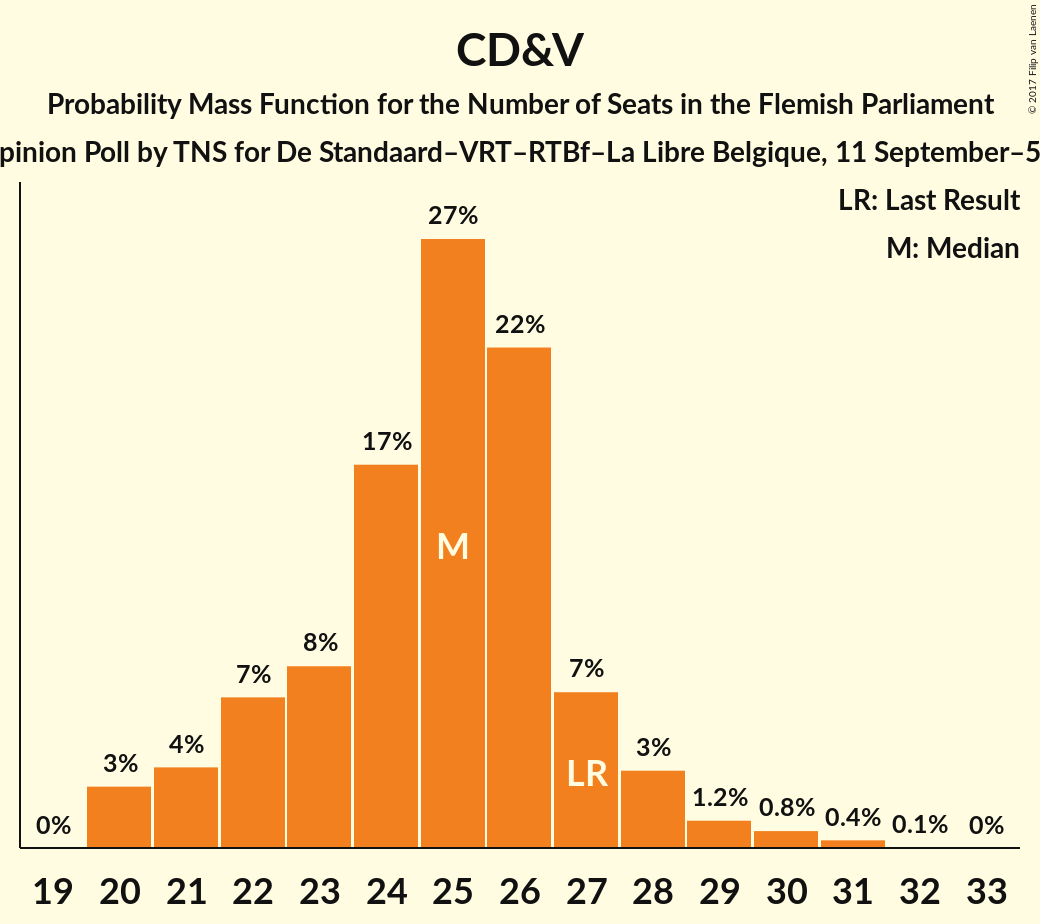 CD&V
Probability Mass Function for the Number of Seats in the Flemish Parliament
pinion Poll by TNS for De Standaard–VRT–RTBf–La Libre Belgique, 11 September–5
© 2017 Filip van Laenen
LR: Last Result
M: Median
27%
22%
17%
M
8%
7%
7%
4%
3%
3%
LR
1.2%
0.8%
0.4%
0.1%
0%
0%
19 20 21 22 23 24 25 26 27 28 29 30 31 32 33